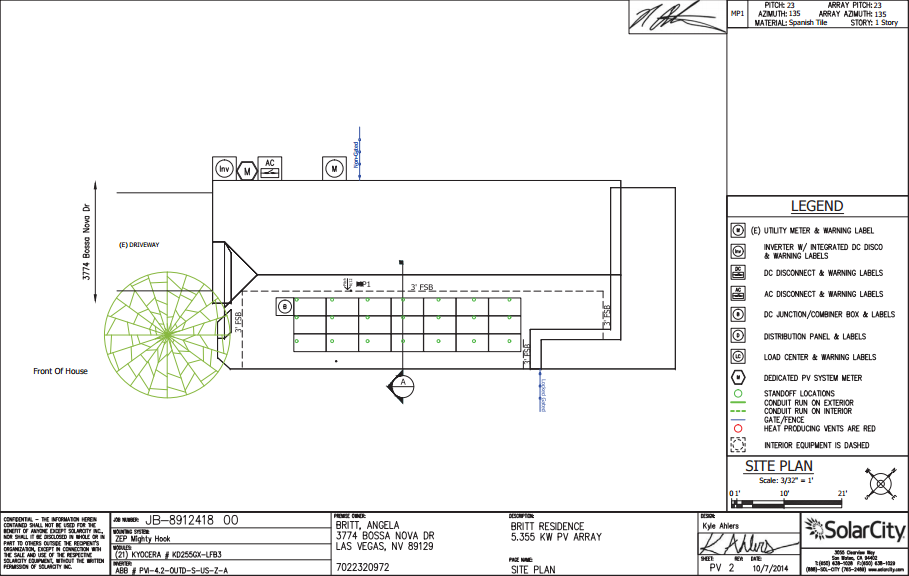 MP1
PITCH: 23 ARRAY PITCH: 23
AZIMUTH: 135 ARRAY AZIMUTH: 135
MATERIAL: Spanish Tile STORY: 1 Story
Inv
M
AC
M
Non-Gated
3774 Bossa Nova Dr
(E) DRIVEWAY
Front Of House
MP1
3' FSB
B
3' FSB
3' FSB
3' FSB
A
Locked Gated
LEGEND
M (E) UTILITY METER & WARNING LABEL
Inv INVERTER W/ INTEGRATED DC DISCO
& WARNING LABELS
DC DC DISCONNECT & WARNING LABELS
AC AC DISCONNECT & WARNING LABELS
B DC JUNCTION/COMBINER BOX & LABELS
D DISTRIBUTION PANEL & LABELS
LC LOAD CENTER & WARNING LABELS
M DEDICATED PV SYSTEM METER
STANDOFF LOCATIONS
CONDUIT RUN ON EXTERIOR
CONDUIT RUN ON INTERIOR
GATE/FENCE
HEAT PRODUCING VENTS ARE RED
INTERIOR EQUIPMENT IS DASHED
SITE PLAN
Scale: 3/32" = 1'
0 1' 10' 21'
CONFIDENTIAL – THE INFORMATION HEREIN
CONTAINED SHALL NOT BE USED FOR THE
BENEFIT OF ANYONE EXCEPT SOLARCITY INC.,
NOR SHALL IT BE DISCLOSED IN WHOLE OR IN
PART TO OTHERS OUTSIDE THE RECIPIENT'S
ORGANIZATION, EXCEPT IN CONNECTION WITH
THE SALE AND USE OF THE RESPECTIVE
SOLARCITY EQUIPMENT, WITHOUT THE WRITTEN
PERMISSION OF SOLARCITY INC.
JOB NUMBER: JB-8912418 00
MOUNTING SYSTEM:
ZEP Mighty Hook
MODULES:
(21) KYOCERA # KD255GX-LFB3
INVERTER:
ABB # PVI-4.2-OUTD-S-US-Z-A
PREMISE OWNER:
BRITT, ANGELA
3774 BOSSA NOVA DR
LAS VEGAS, NV 89129
7022320972
DESCRIPTION:
BRITT RESIDENCE
5.355 KW PV ARRAY
PAGE NAME:
SITE PLAN
DESIGN:
Kyle Ahlers
K Ahlers
SHEET: REV: DATE:
PV 2 10/7/2014
SolarCity
3055 Clearview Way
San Mateo, CA 94402
T:(650) 638-1028 F:(650) 638-1029
(888)-SOL-CITY (765-2489) www.solarcity.com